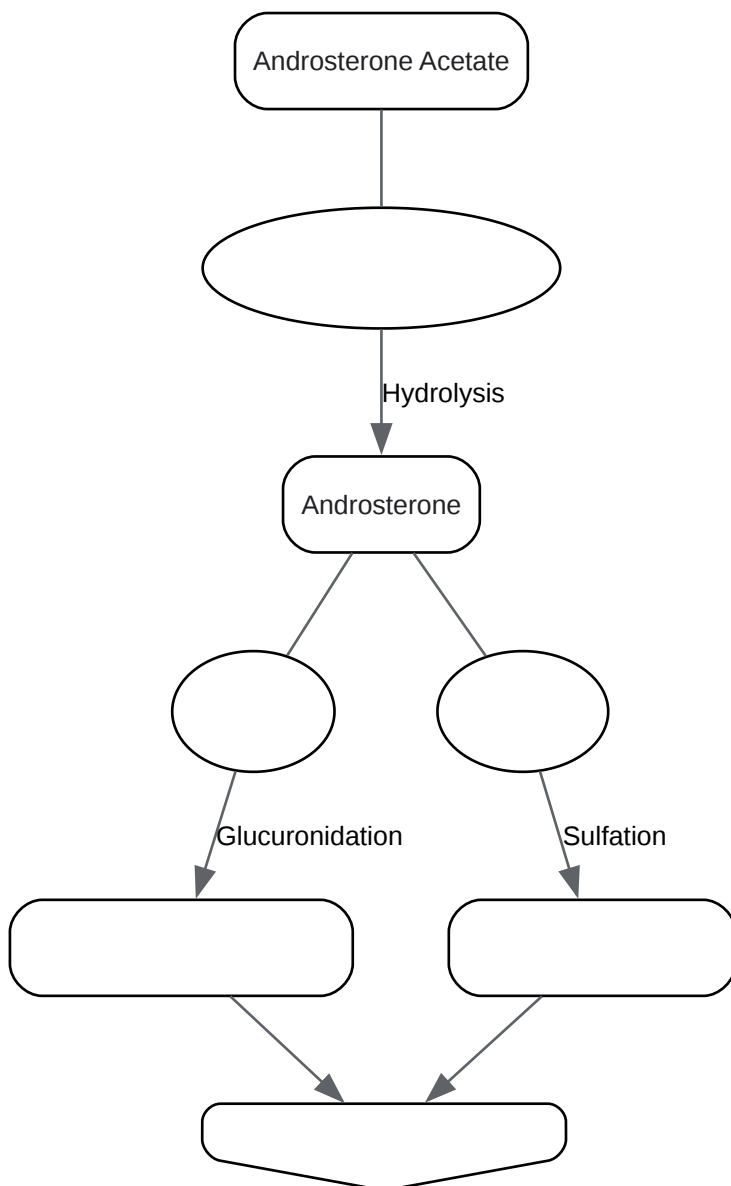 Androsterone Acetate
Hydrolysis
Androsterone
Glucuronidation
Sulfation